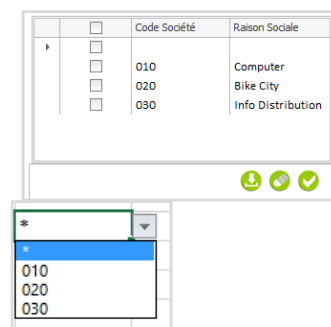 Code Société Raison Sociale
010 Computer
020 Bike City
030 Info Distribution
*
*
010
020
030